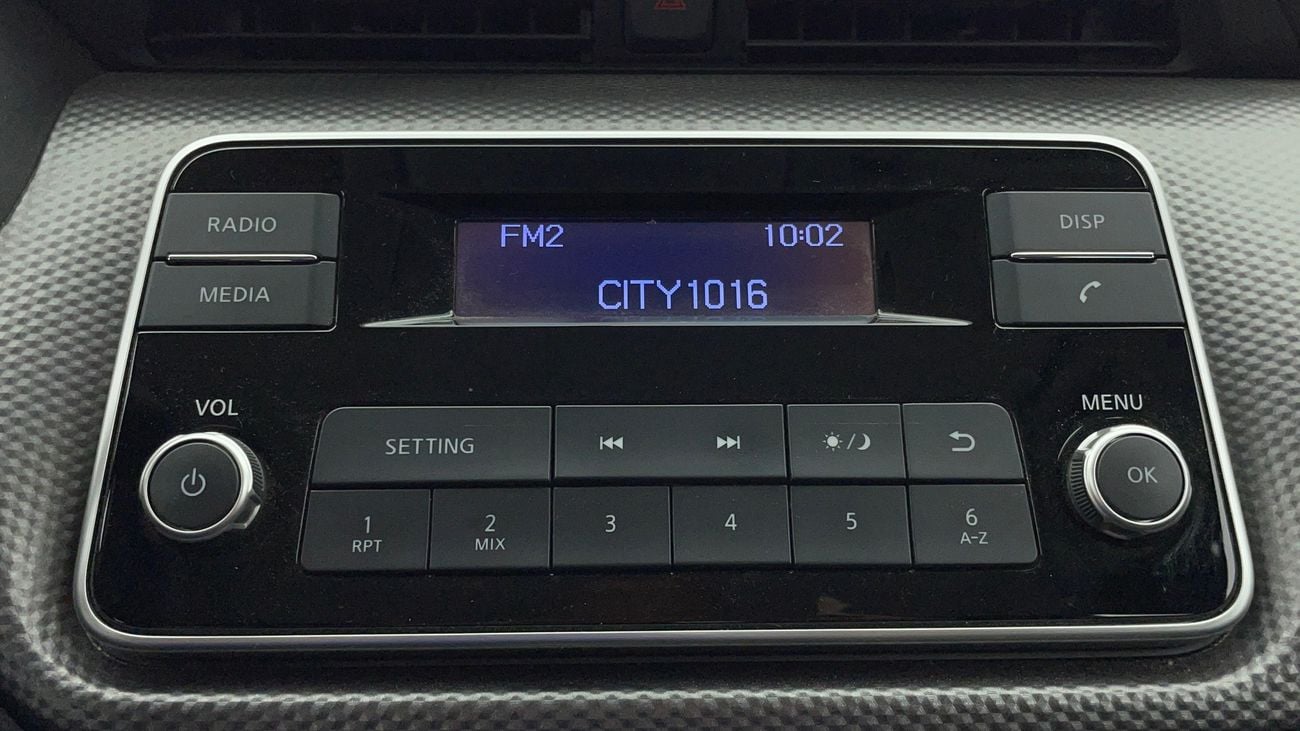 RADIO
MEDIA
FM2 10:02
CITY1016
DISP
VOL
MENU
SETTING
OK
1
RPT
2
MIX
3
4
5
6
A-Z